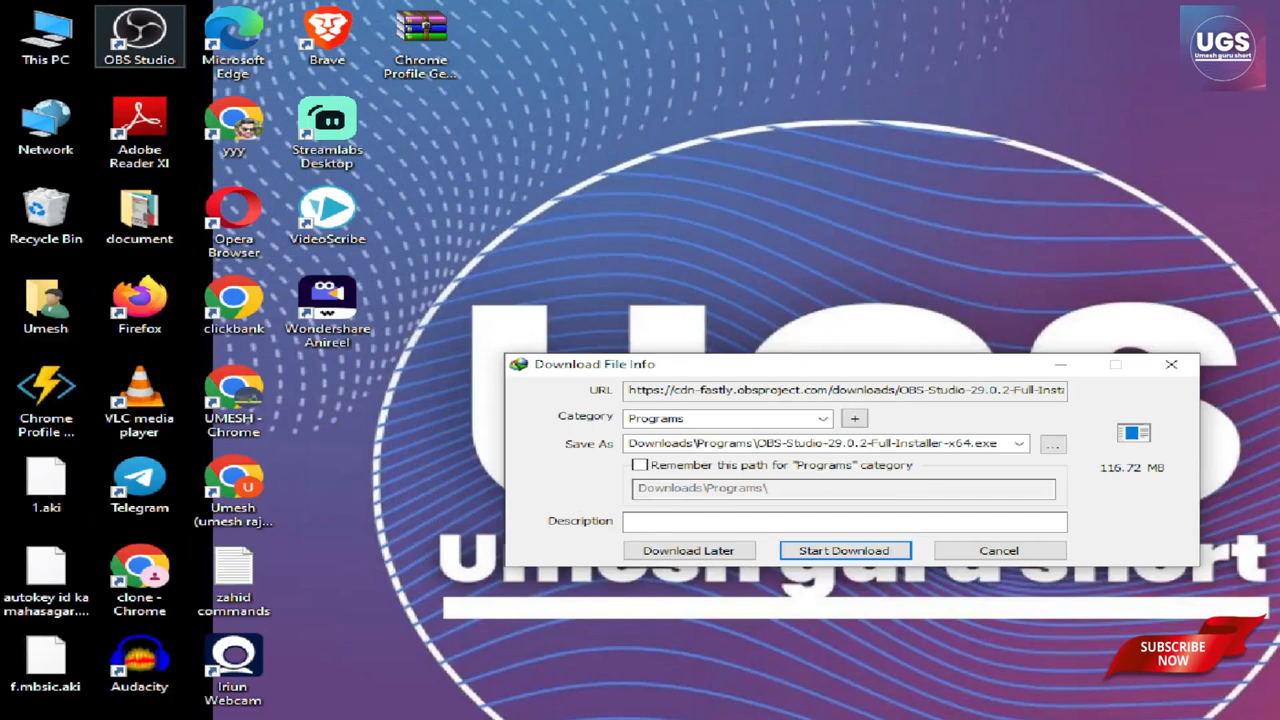 This PC
OBS Studio
Microsoft
Edge
Brave
Chrome
Profile Ge...
UGS
Umesh guru short
Network
Adobe
Reader XI
yyy
Streamlabs
Desktop
Recycle Bin
document
Opera
Browser
VideoScribe
Umesh
Firefox
clickbank
Wondershare
Anireel
UGS
Download File Info
URL
https://cdn-fastly.obsproject.com/downloads/OBS-Studio-29.0.2-Full-Insta
Category
Programs
+
Save As
Downloads\Programs\OBS-Studio-29.0.2-Full-Installer-x64.exe
...
116.72 MB
Remember this path for "Programs" category
Downloads\Programs\
Description
Download Later
Start Download
Cancel
Umesh guru short
Chrome
Profile ...
VLC media
player
UMESH -
Chrome
1.aki
Telegram
Umesh
(umesh raj...
autokey id ka
mahasagar....
clone -
Chrome
zahid
commands
f.mbsic.aki
Audacity
Iriun
Webcam
SUBSCRIBE
NOW